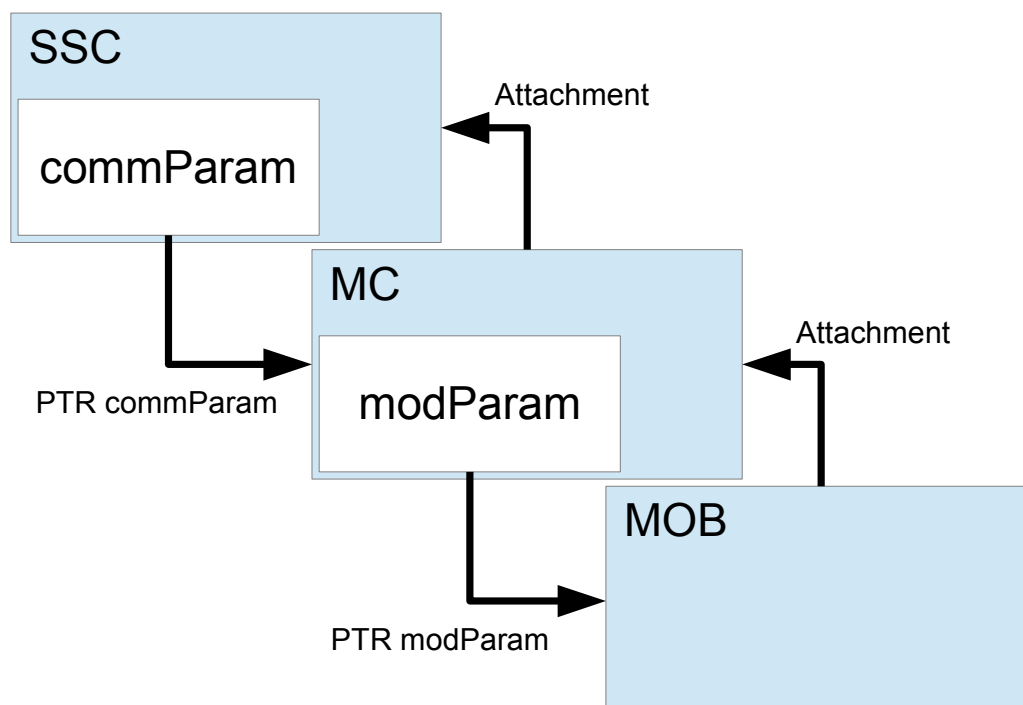 SSC
Attachment
commParam
MC
Attachment
PTR commParam
modParam
MOB
PTR modParam